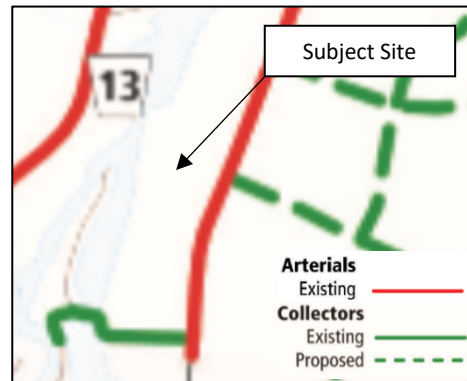 Subject Site
13
Arterials
Existing
Collectors
Existing
Proposed